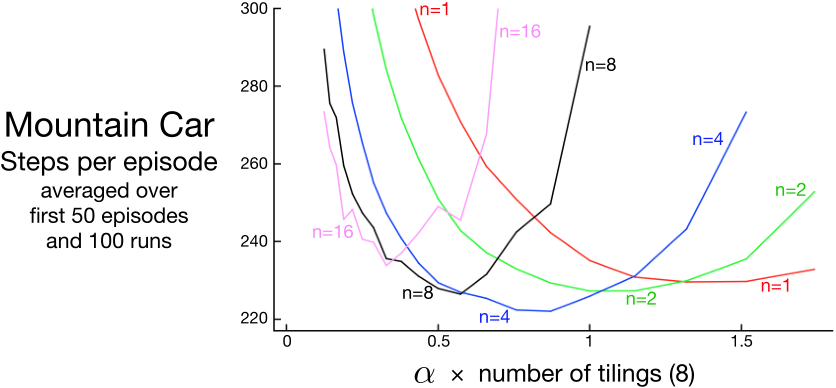 Mountain Car
Steps per episode
averaged over
first 50 episodes
and 100 runs
300
280
260
240
220
0
0.5
1
1.5
n=1
n=16
n=8
n=4
n=2
n=16
n=8
n=4
n=2
n=1
α × number of tilings (8)